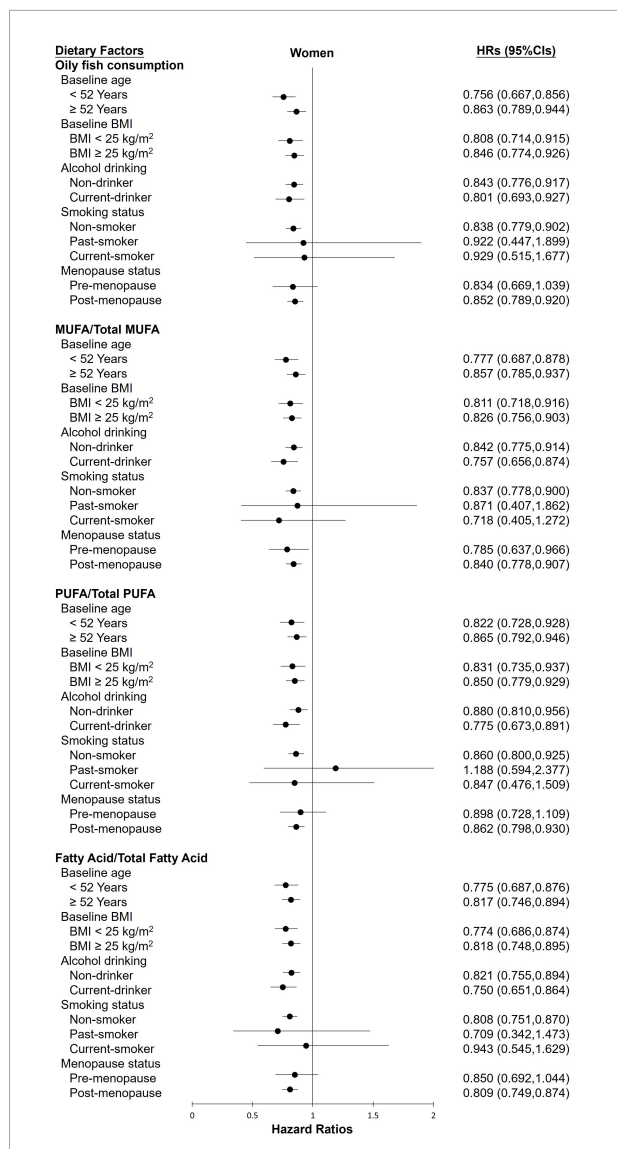 Dietary Factors Women HRs (95%CIs)
Oily fish consumption
Baseline age
< 52 Years 0.756 (0.667,0.856)
≥ 52 Years 0.863 (0.789,0.944)
Baseline BMI
BMI < 25 kg/m² 0.808 (0.714,0.915)
BMI ≥ 25 kg/m² 0.846 (0.774,0.926)
Alcohol drinking
Non-drinker 0.843 (0.776,0.917)
Current-drinker 0.801 (0.693,0.927)
Smoking status
Non-smoker 0.838 (0.779,0.902)
Past-smoker 0.922 (0.447,1.899)
Current-smoker 0.929 (0.515,1.677)
Menopause status
Pre-menopause 0.834 (0.669,1.039)
Post-menopause 0.852 (0.789,0.920)
MUFA/Total MUFA
Baseline age
< 52 Years 0.777 (0.687,0.878)
≥ 52 Years 0.857 (0.785,0.937)
Baseline BMI
BMI < 25 kg/m² 0.811 (0.718,0.916)
BMI ≥ 25 kg/m² 0.826 (0.756,0.903)
Alcohol drinking
Non-drinker 0.842 (0.775,0.914)
Current-drinker 0.757 (0.656,0.874)
Smoking status
Non-smoker 0.837 (0.778,0.900)
Past-smoker 0.871 (0.407,1.862)
Current-smoker 0.718 (0.405,1.272)
Menopause status
Pre-menopause 0.785 (0.637,0.966)
Post-menopause 0.840 (0.778,0.907)
PUFA/Total PUFA
Baseline age
< 52 Years 0.822 (0.728,0.928)
≥ 52 Years 0.865 (0.792,0.946)
Baseline BMI
BMI < 25 kg/m² 0.831 (0.735,0.937)
BMI ≥ 25 kg/m² 0.850 (0.779,0.929)
Alcohol drinking
Non-drinker 0.880 (0.810,0.956)
Current-drinker 0.775 (0.673,0.891)
Smoking status
Non-smoker 0.860 (0.800,0.925)
Past-smoker 1.188 (0.594,2.377)
Current-smoker 0.847 (0.476,1.509)
Menopause status
Pre-menopause 0.898 (0.728,1.109)
Post-menopause 0.862 (0.798,0.930)
Fatty Acid/Total Fatty Acid
Baseline age
< 52 Years 0.775 (0.687,0.876)
≥ 52 Years 0.817 (0.746,0.894)
Baseline BMI
BMI < 25 kg/m² 0.774 (0.686,0.874)
BMI ≥ 25 kg/m² 0.818 (0.748,0.895)
Alcohol drinking
Non-drinker 0.821 (0.755,0.894)
Current-drinker 0.750 (0.651,0.864)
Smoking status
Non-smoker 0.808 (0.751,0.870)
Past-smoker 0.709 (0.342,1.473)
Current-smoker 0.943 (0.545,1.629)
Menopause status
Pre-menopause 0.850 (0.692,1.044)
Post-menopause 0.809 (0.749,0.874)
0 0.5 1 1.5 2
Hazard Ratios